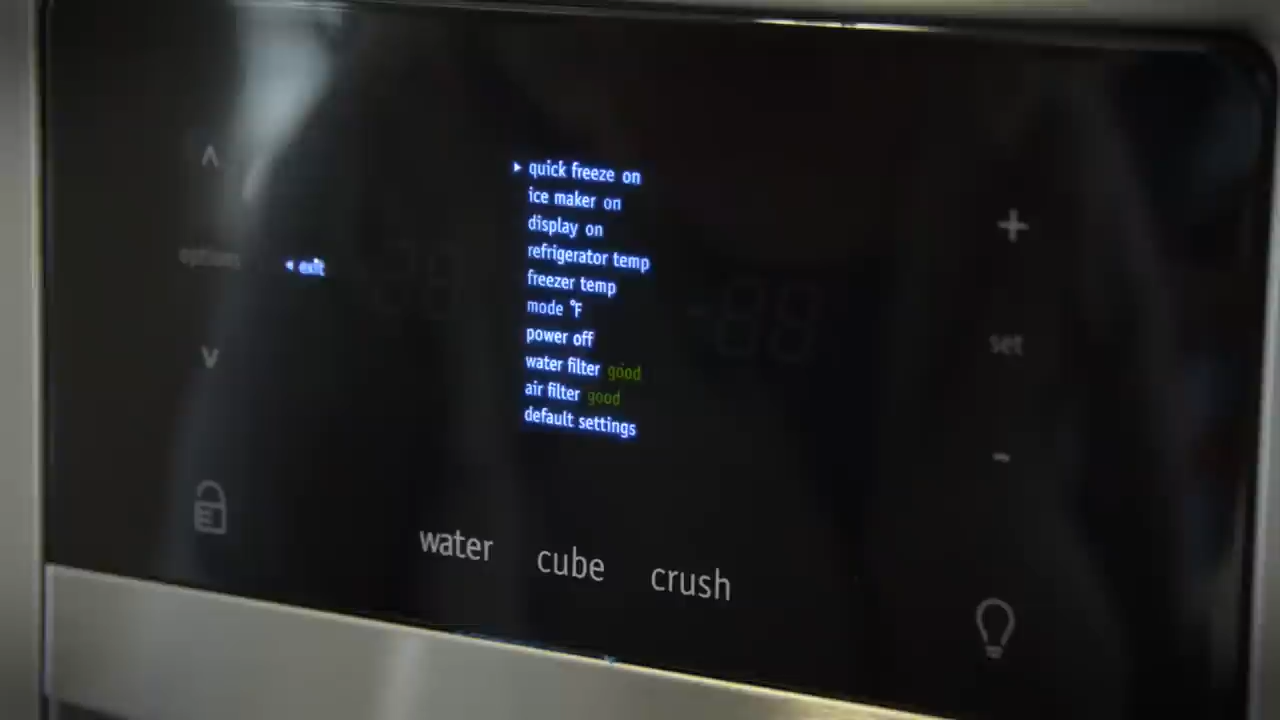 quick freeze on
ice maker on
display on
refrigerator temp
freezer temp
mode °F
power off
water filter good
air filter good
default settings
options
exit
+
set
-
water cube crush